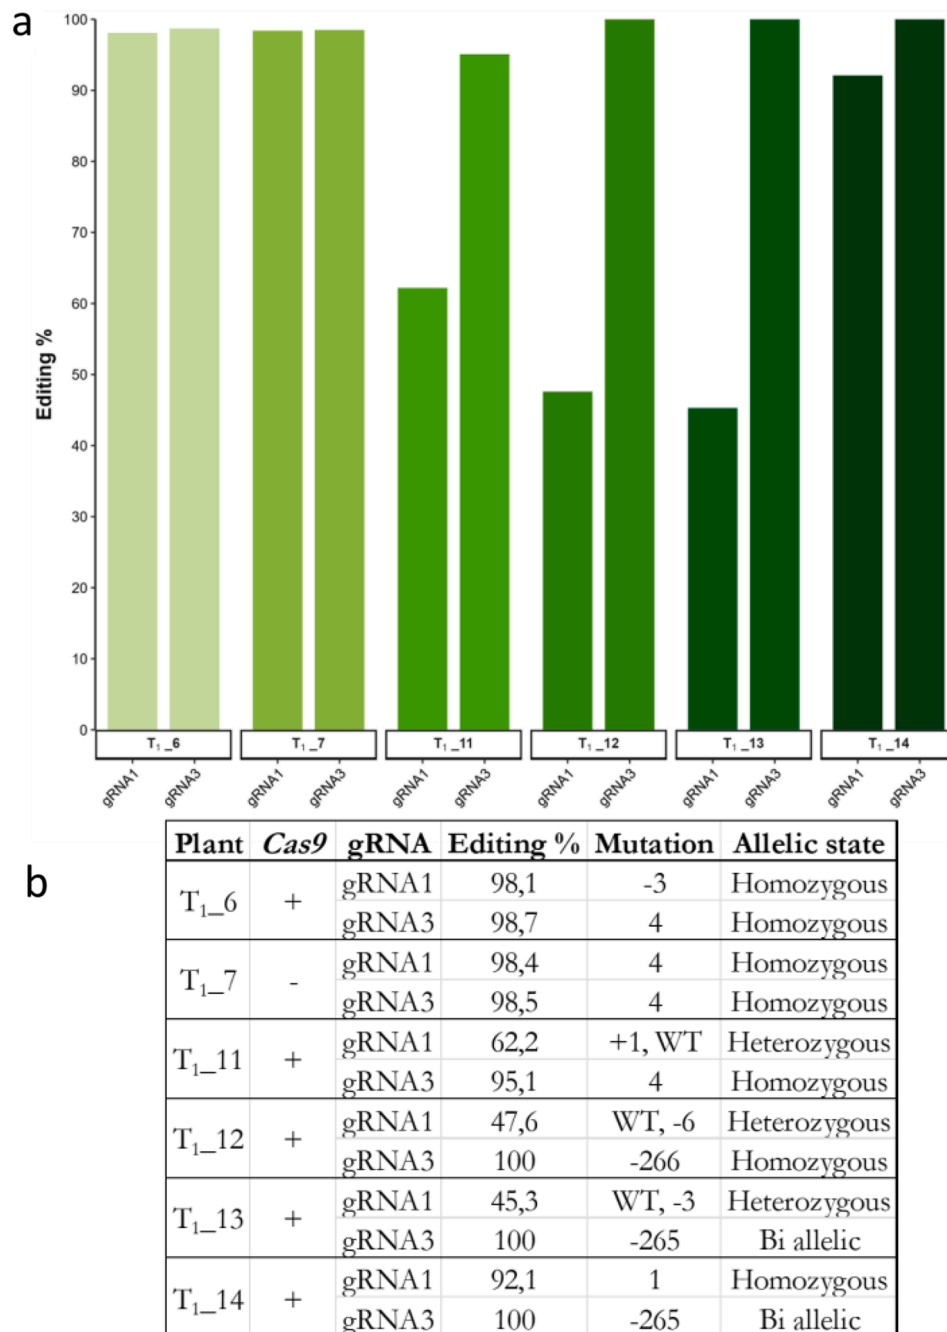 a
100
90
80
70
60
50
40
30
20
10
0
Editing %
T₁_6 T₁_7 T₁_11 T₁_12 T₁_13 T₁_14
gRNA1 gRNA3 gRNA1 gRNA3 gRNA1 gRNA3 gRNA1 gRNA3 gRNA1 gRNA3 gRNA1 gRNA3
b
Plant Cas9 gRNA Editing % Mutation Allelic state
T₁_6 + gRNA1 98,1 -3 Homozygous
gRNA3 98,7 4 Homozygous
T₁_7 - gRNA1 98,4 4 Homozygous
gRNA3 98,5 4 Homozygous
T₁_11 + gRNA1 62,2 +1, WT Heterozygous
gRNA3 95,1 4 Homozygous
T₁_12 + gRNA1 47,6 WT, -6 Heterozygous
gRNA3 100 -266 Homozygous
T₁_13 + gRNA1 45,3 WT, -3 Heterozygous
gRNA3 100 -265 Bi allelic
T₁_14 + gRNA1 92,1 1 Homozygous
gRNA3 100 -265 Bi allelic